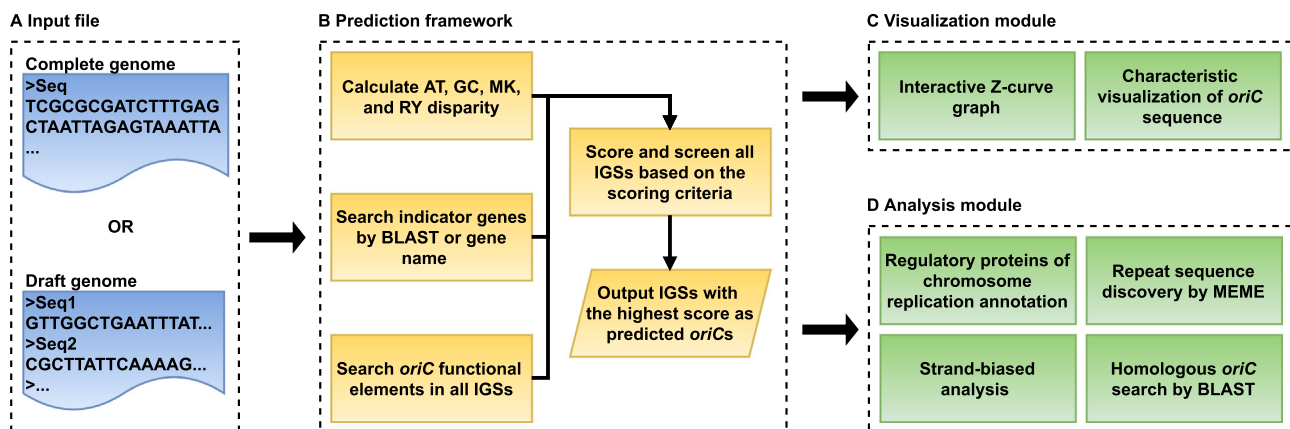 A Input file
Complete genome
>Seq
TCGCGCGATCTTTGAG
CTAATTAGAGTAAATTA
...
OR
Draft genome
>Seq1
GTTGGCTGAATTTAT...
>Seq2
CGCTTATTCAAAAG...
>...
B Prediction framework
Calculate AT, GC, MK,
and RY disparity
Search indicator genes
by BLAST or gene
name
Search oriC functional
elements in all IGSs
Score and screen all
IGSs based on the
scoring criteria
Output IGSs with
the highest score as
predicted oriCs
C Visualization module
Interactive Z-curve
graph
Characteristic
visualization of oriC
sequence
D Analysis module
Regulatory proteins of
chromosome
replication annotation
Repeat sequence
discovery by MEME
Strand-biased
analysis
Homologous oriC
search by BLAST